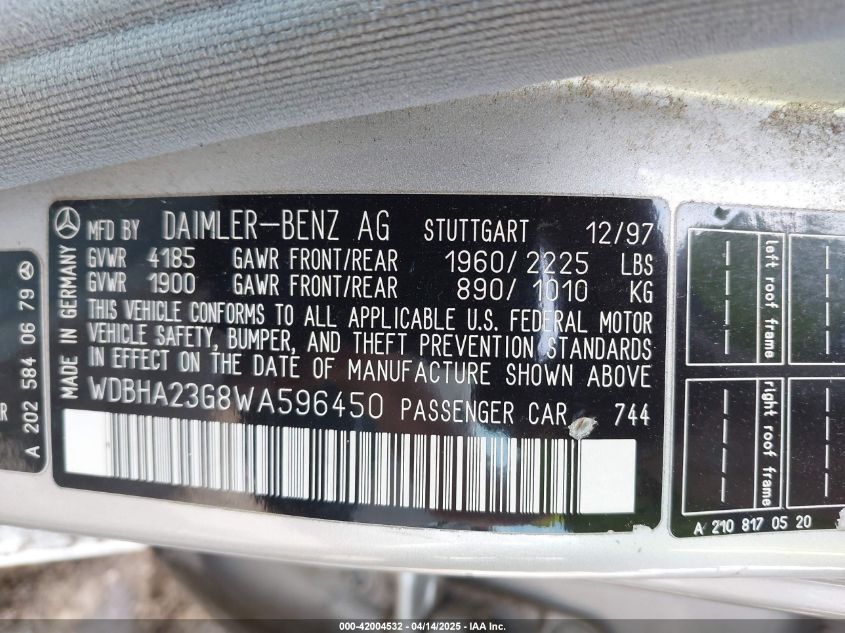 MFD BY DAIMLER-BENZ AG STUTTGART 12/97
GVWR 4185 GAWR FRONT/REAR 1960/2225 LBS
GVWR 1900 GAWR FRONT/REAR 890/1010 KG
THIS VEHICLE CONFORMS TO ALL APPLICABLE U.S. FEDERAL MOTOR
VEHICLE SAFETY, BUMPER, AND THEFT PREVENTION STANDARDS
IN EFFECT ON THE DATE OF MANUFACTURE SHOWN ABOVE
WDBHA23G8WA596450 PASSENGER CAR 744
MADE IN GERMANY
A 202 584 06 79
left roof frame
right roof frame
A 210 817 05 20
000-42004532 - 04/14/2025 - IAA Inc.